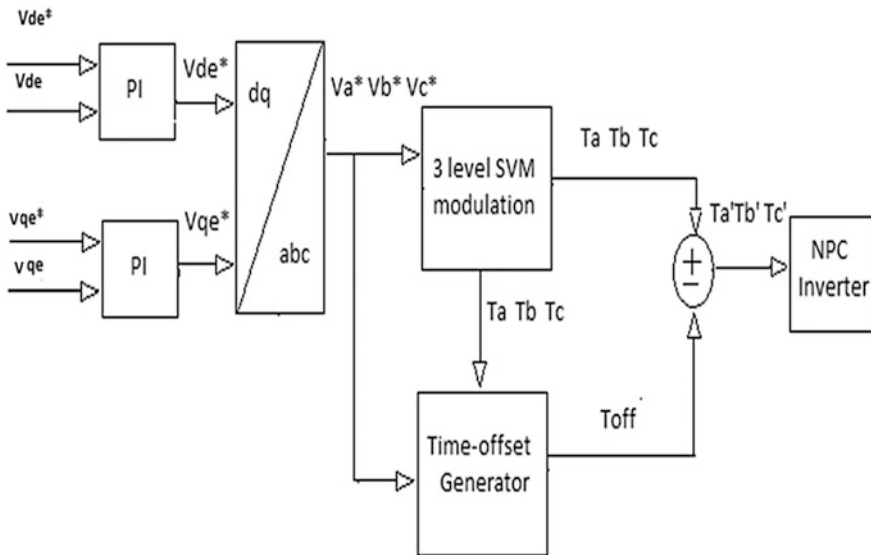 Vde*
Vde
PI
Vde*
vqe*
vqe
PI
Vqe*
dq
abc
Va* Vb* Vc*
3 level SVM
modulation
Ta Tb Tc
Ta Tb Tc
Time-offset
Generator
Toff
+
−
Ta'Tb' Tc'
NPC
Inverter